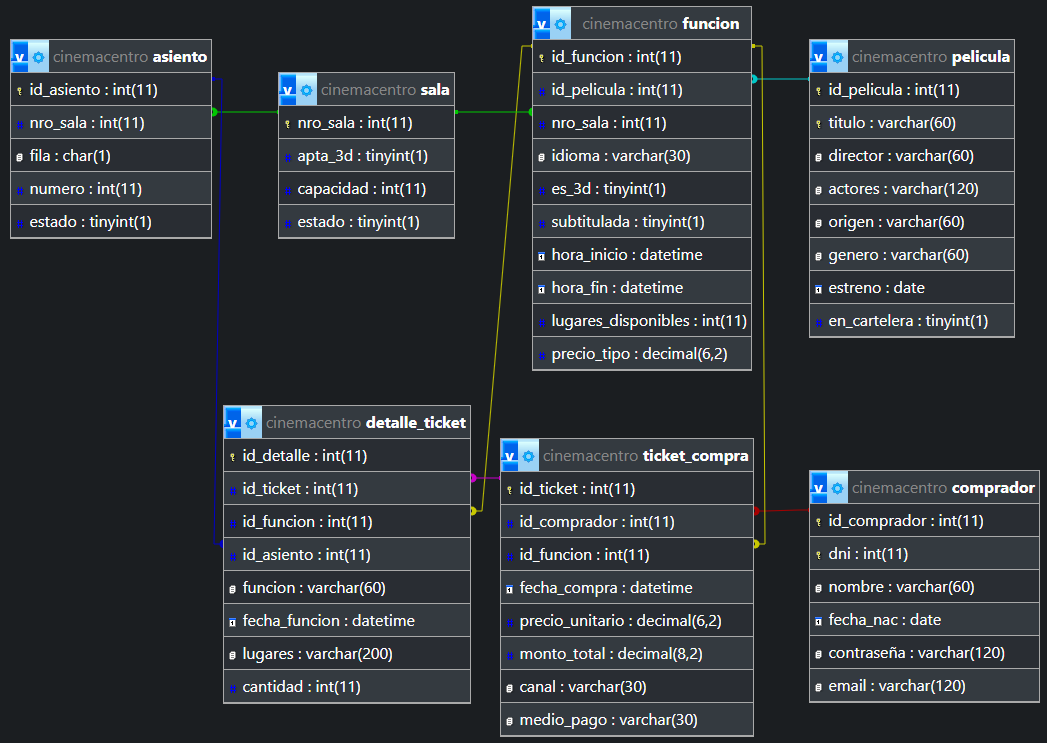 cinemacentro asiento
id_asiento : int(11)
nro_sala : int(11)
fila : char(1)
numero : int(11)
estado : tinyint(1)
cinemacentro sala
nro_sala : int(11)
apta_3d : tinyint(1)
capacidad : int(11)
estado : tinyint(1)
cinemacentro funcion
id_funcion : int(11)
id_pelicula : int(11)
nro_sala : int(11)
idioma : varchar(30)
es_3d : tinyint(1)
subtitulada : tinyint(1)
hora_inicio : datetime
hora_fin : datetime
lugares_disponibles : int(11)
precio_tipo : decimal(6,2)
cinemacentro pelicula
id_pelicula : int(11)
titulo : varchar(60)
director : varchar(60)
actores : varchar(120)
origen : varchar(60)
genero : varchar(60)
estreno : date
en_cartelera : tinyint(1)
cinemacentro detalle_ticket
id_detalle : int(11)
id_ticket : int(11)
id_funcion : int(11)
id_asiento : int(11)
funcion : varchar(60)
fecha_funcion : datetime
lugares : varchar(200)
cantidad : int(11)
cinemacentro ticket_compra
id_ticket : int(11)
id_comprador : int(11)
id_funcion : int(11)
fecha_compra : datetime
precio_unitario : decimal(6,2)
monto_total : decimal(8,2)
canal : varchar(30)
medio_pago : varchar(30)
cinemacentro comprador
id_comprador : int(11)
dni : int(11)
nombre : varchar(60)
fecha_nac : date
contraseña : varchar(120)
email : varchar(120)